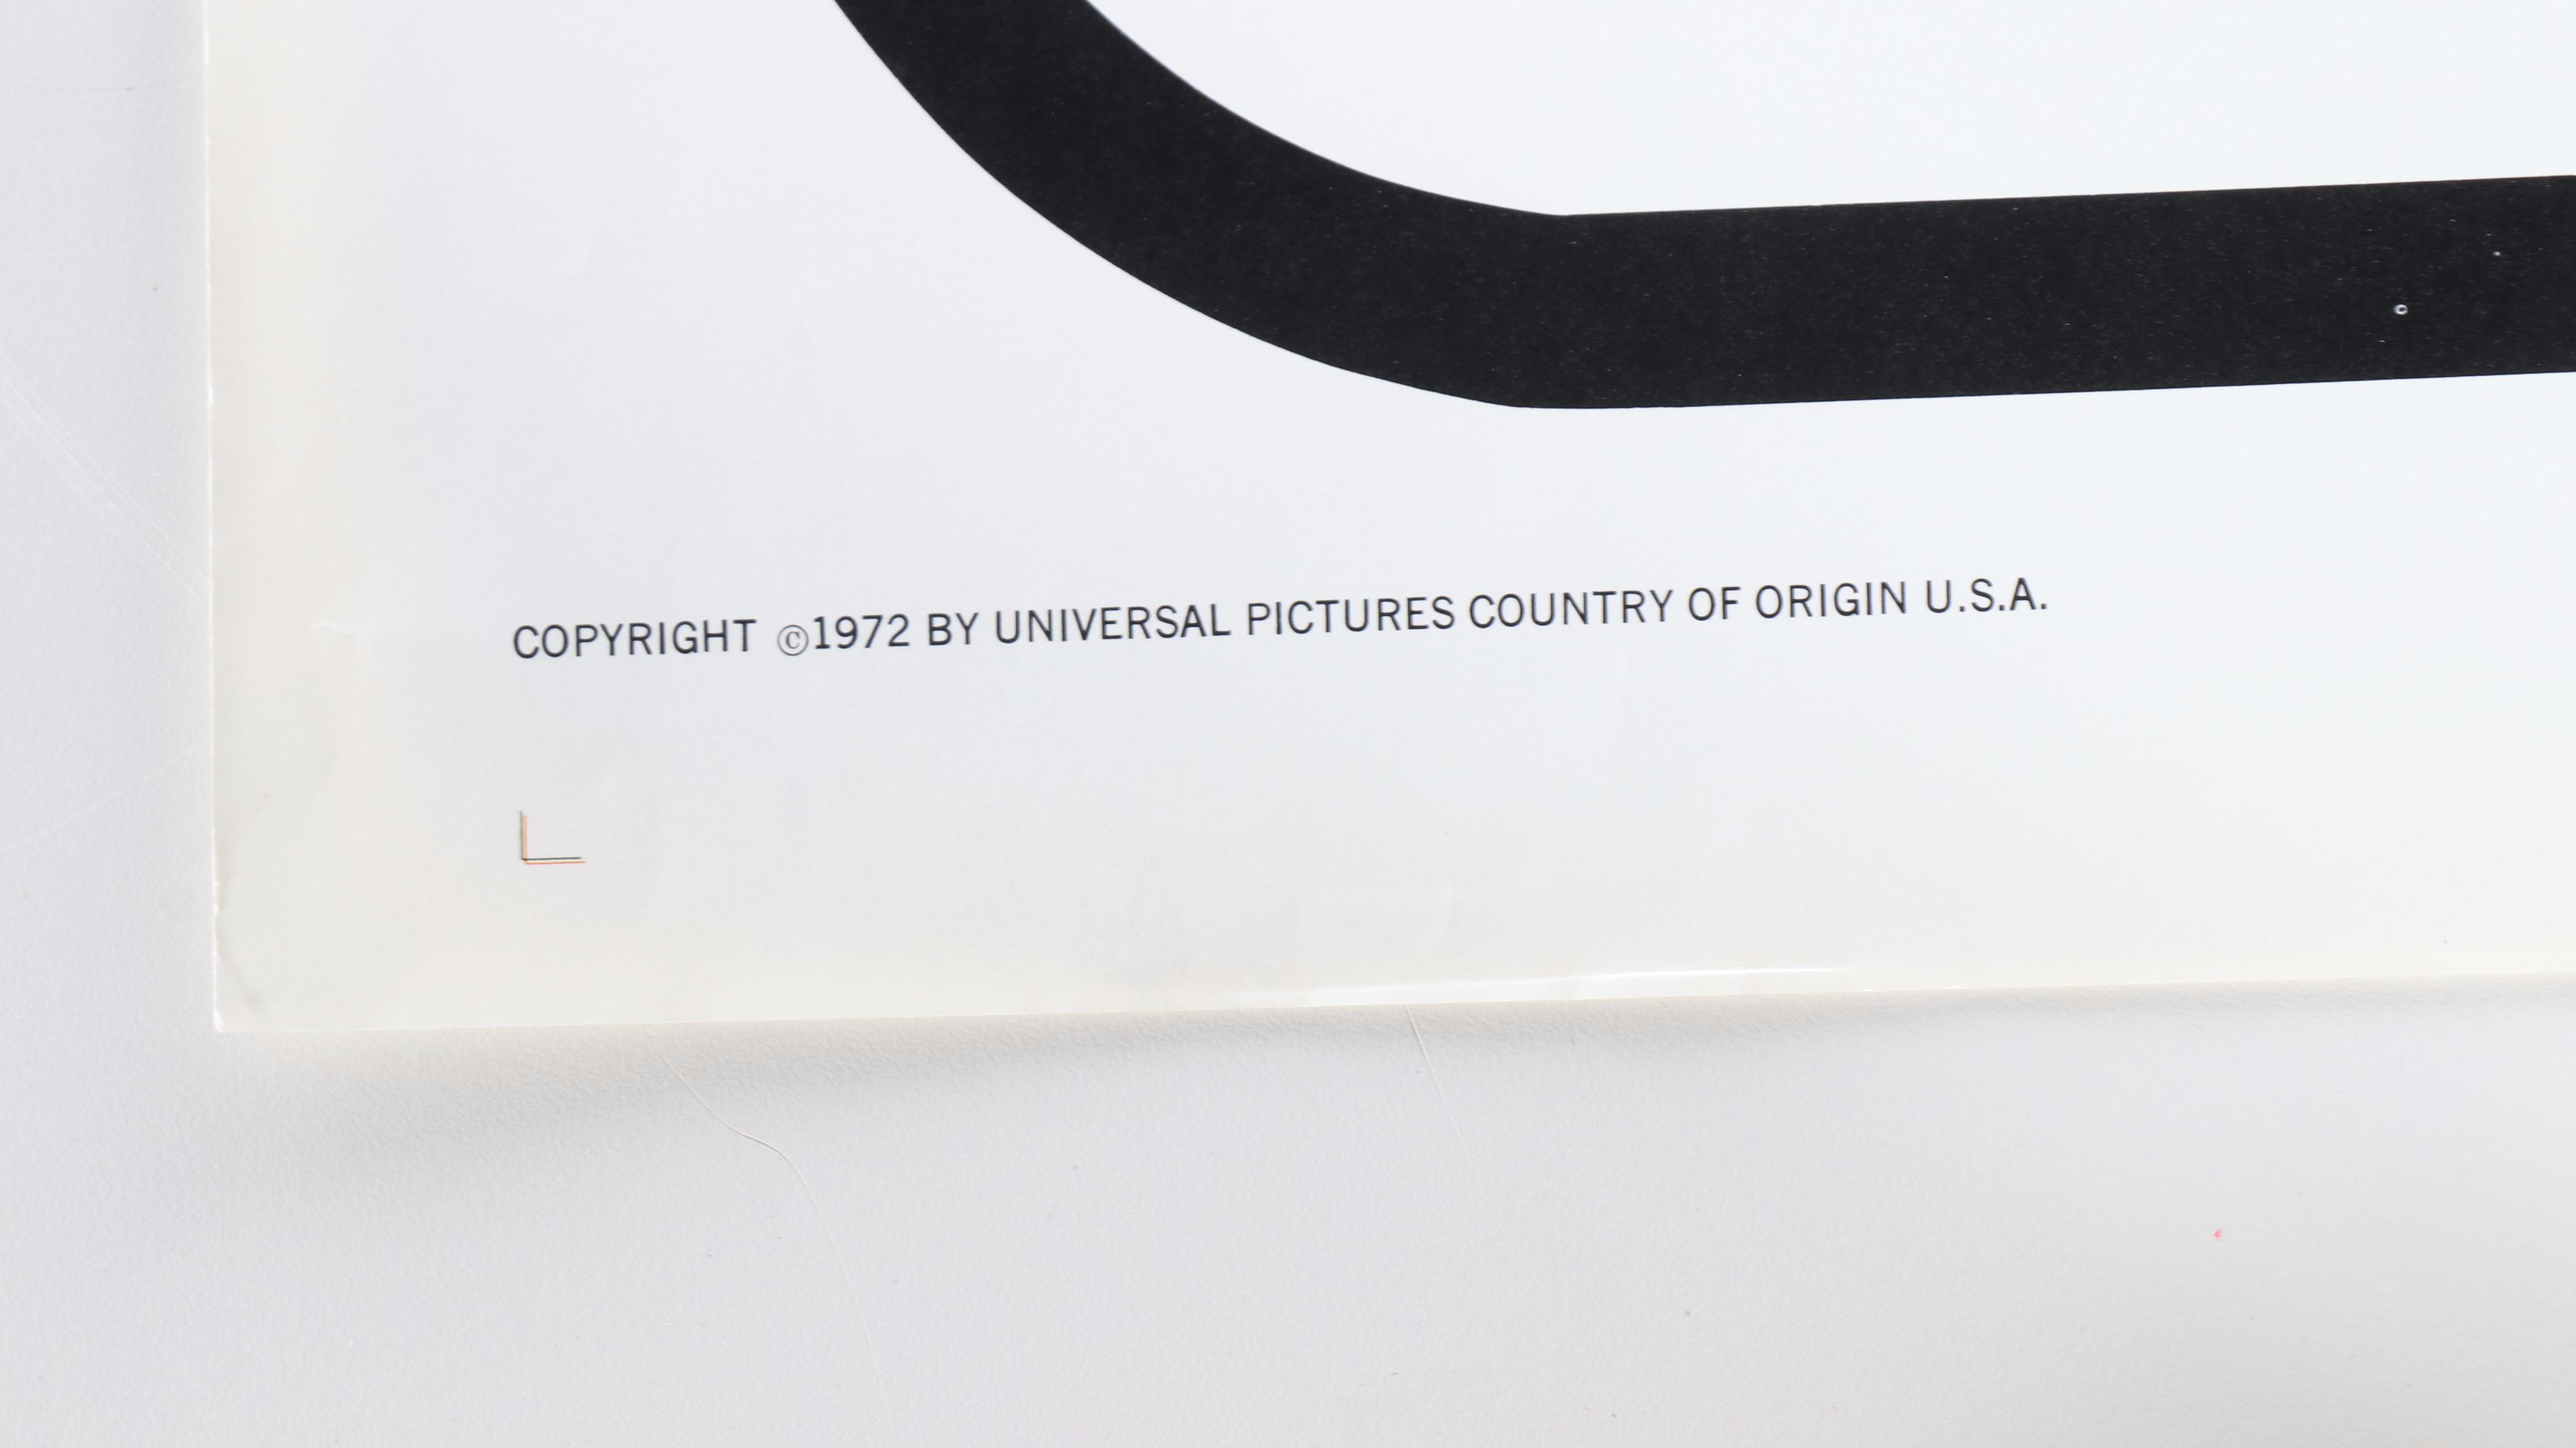 COPYRIGHT ©1972 BY UNIVERSAL PICTURES COUNTRY OF ORIGIN U.S.A.